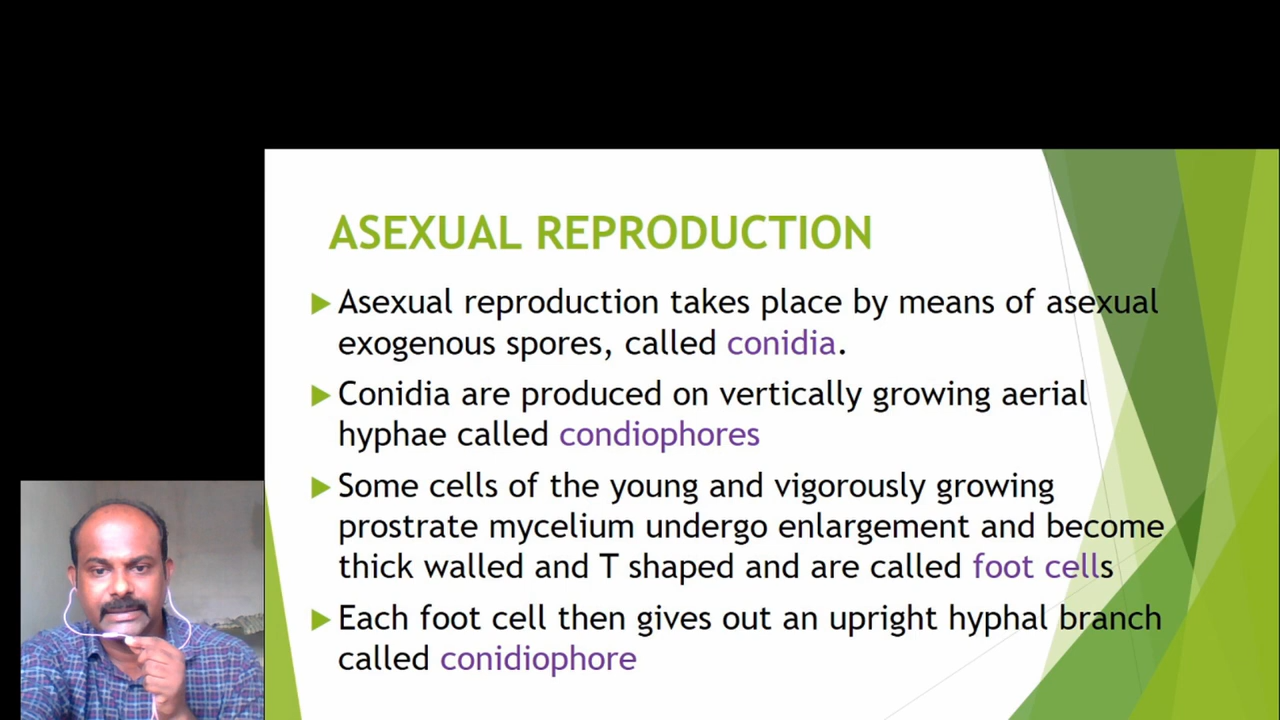 ASEXUAL REPRODUCTION
Asexual reproduction takes place by means of asexual
exogenous spores, called conidia.
Conidia are produced on vertically growing aerial
hyphae called condiophores
Some cells of the young and vigorously growing
prostrate mycelium undergo enlargement and become
thick walled and T shaped and are called foot cells
Each foot cell then gives out an upright hyphal branch
called conidiophore